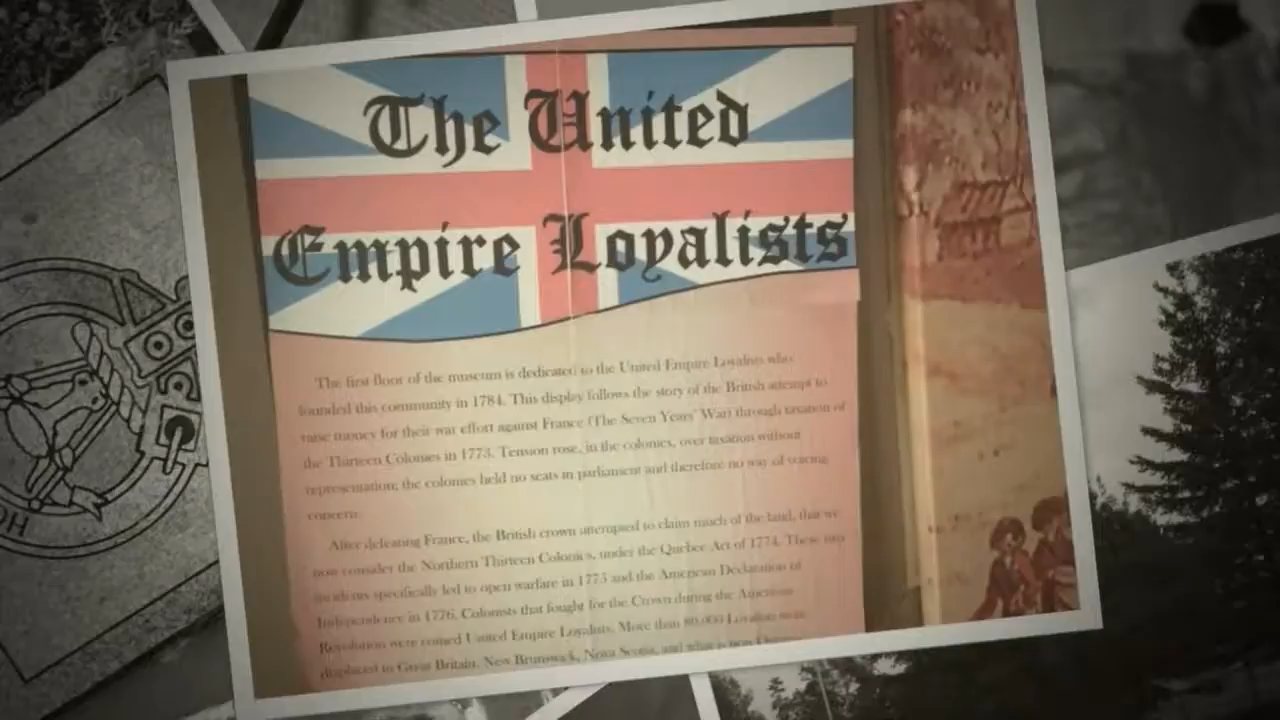 The United
Empire Loyalists
The first floor of the museum is dedicated to the United Empire Loyalists who
founded this community in 1784. This display follows the story of the British attempt to
raise money for their war effort against France (The Seven Years' War) through taxation of
the Thirteen Colonies in 1773. Tension rose, in the colonies, over taxation without
representation; the colonies held no seats in parliament and therefore no way of voicing
concern.
After defeating France, the British crown attempted to claim much of the land, that we
now consider the Northern Thirteen Colonies, under the Quebec Act of 1774. These two
incidents specifically led to open warfare in 1775 and the American Declaration of
Independence in 1776. Colonists that fought for the Crown during the American
Revolution were coined United Empire Loyalists. More than 80,000 Loyalists were
displaced to Great Britain, New Brunswick, Nova Scotia, and what is now